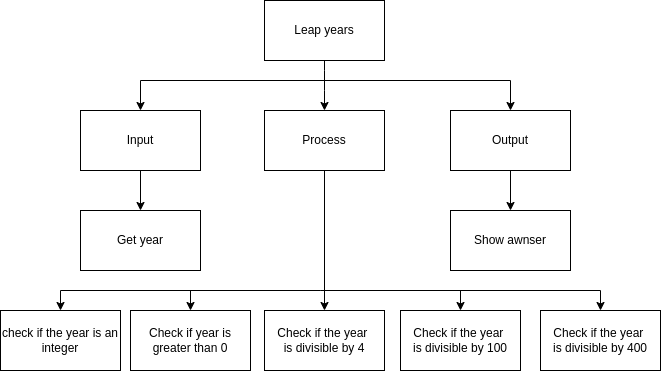 Leap years
Input
Process
Output
Get year
Show awnser
check if the year is an
integer
Check if year is
greater than 0
Check if the year
is divisible by 4
Check if the year
is divisible by 100
Check if the year
is divisible by 400